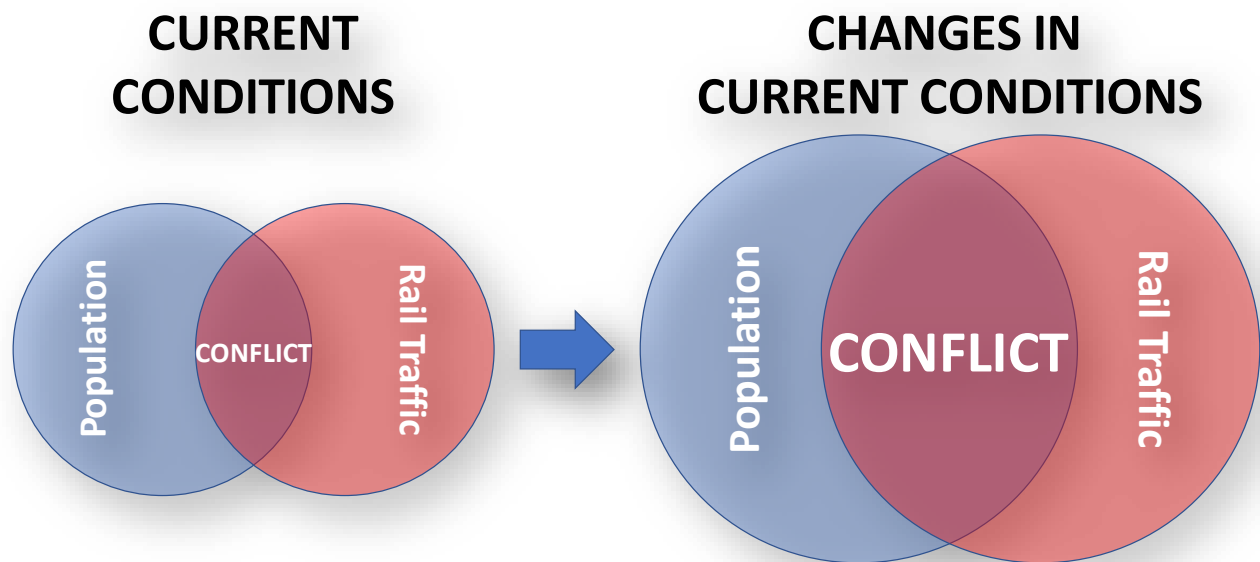 CURRENT
CONDITIONS
Population
CONFLICT
Rail Traffic
CHANGES IN
CURRENT CONDITIONS
Population
CONFLICT
Rail Traffic